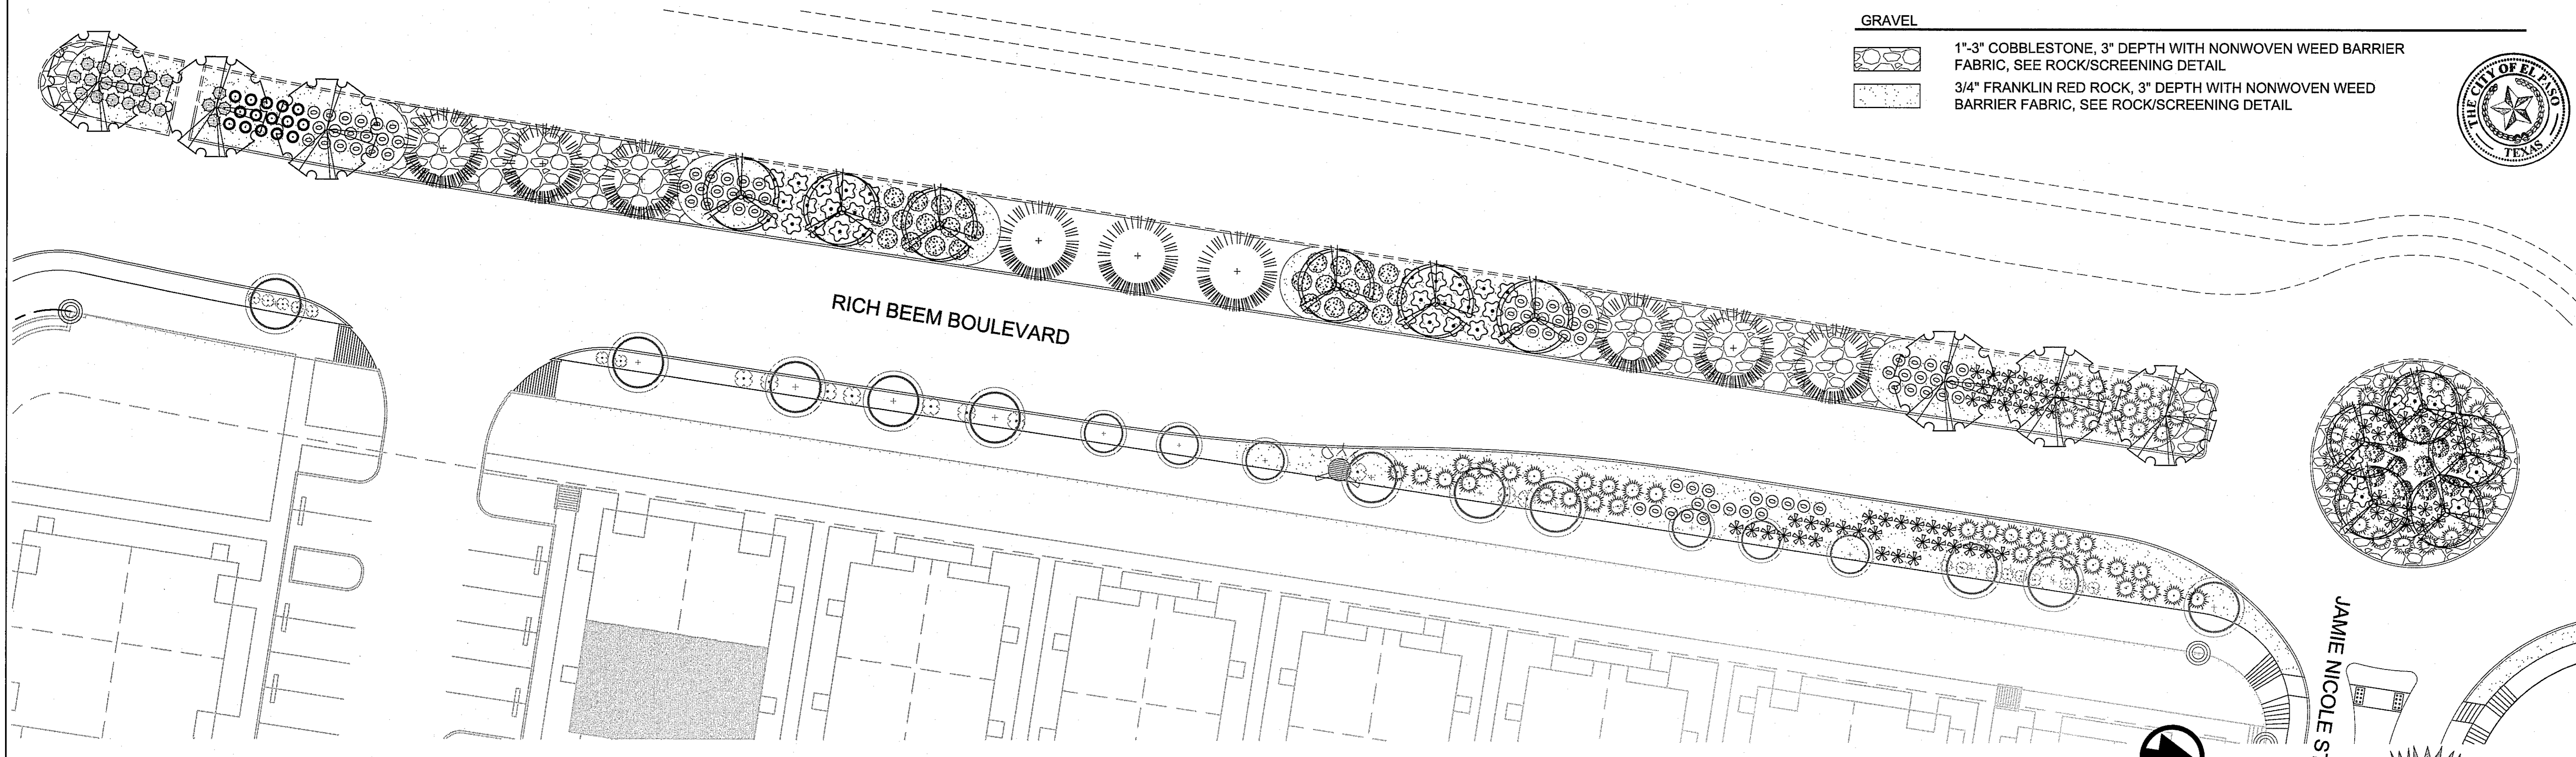 GRAVEL
1"-3" COBBLESTONE, 3" DEPTH WITH NONWOVEN WEED BARRIER
FABRIC, SEE ROCK/SCREENING DETAIL
3/4" FRANKLIN RED ROCK, 3" DEPTH WITH NONWOVEN WEED
BARRIER FABRIC, SEE ROCK/SCREENING DETAIL
THE CITY OF EL PASO
TEXAS
RICH BEEM BOULEVARD
JAMIE NICOLE ST